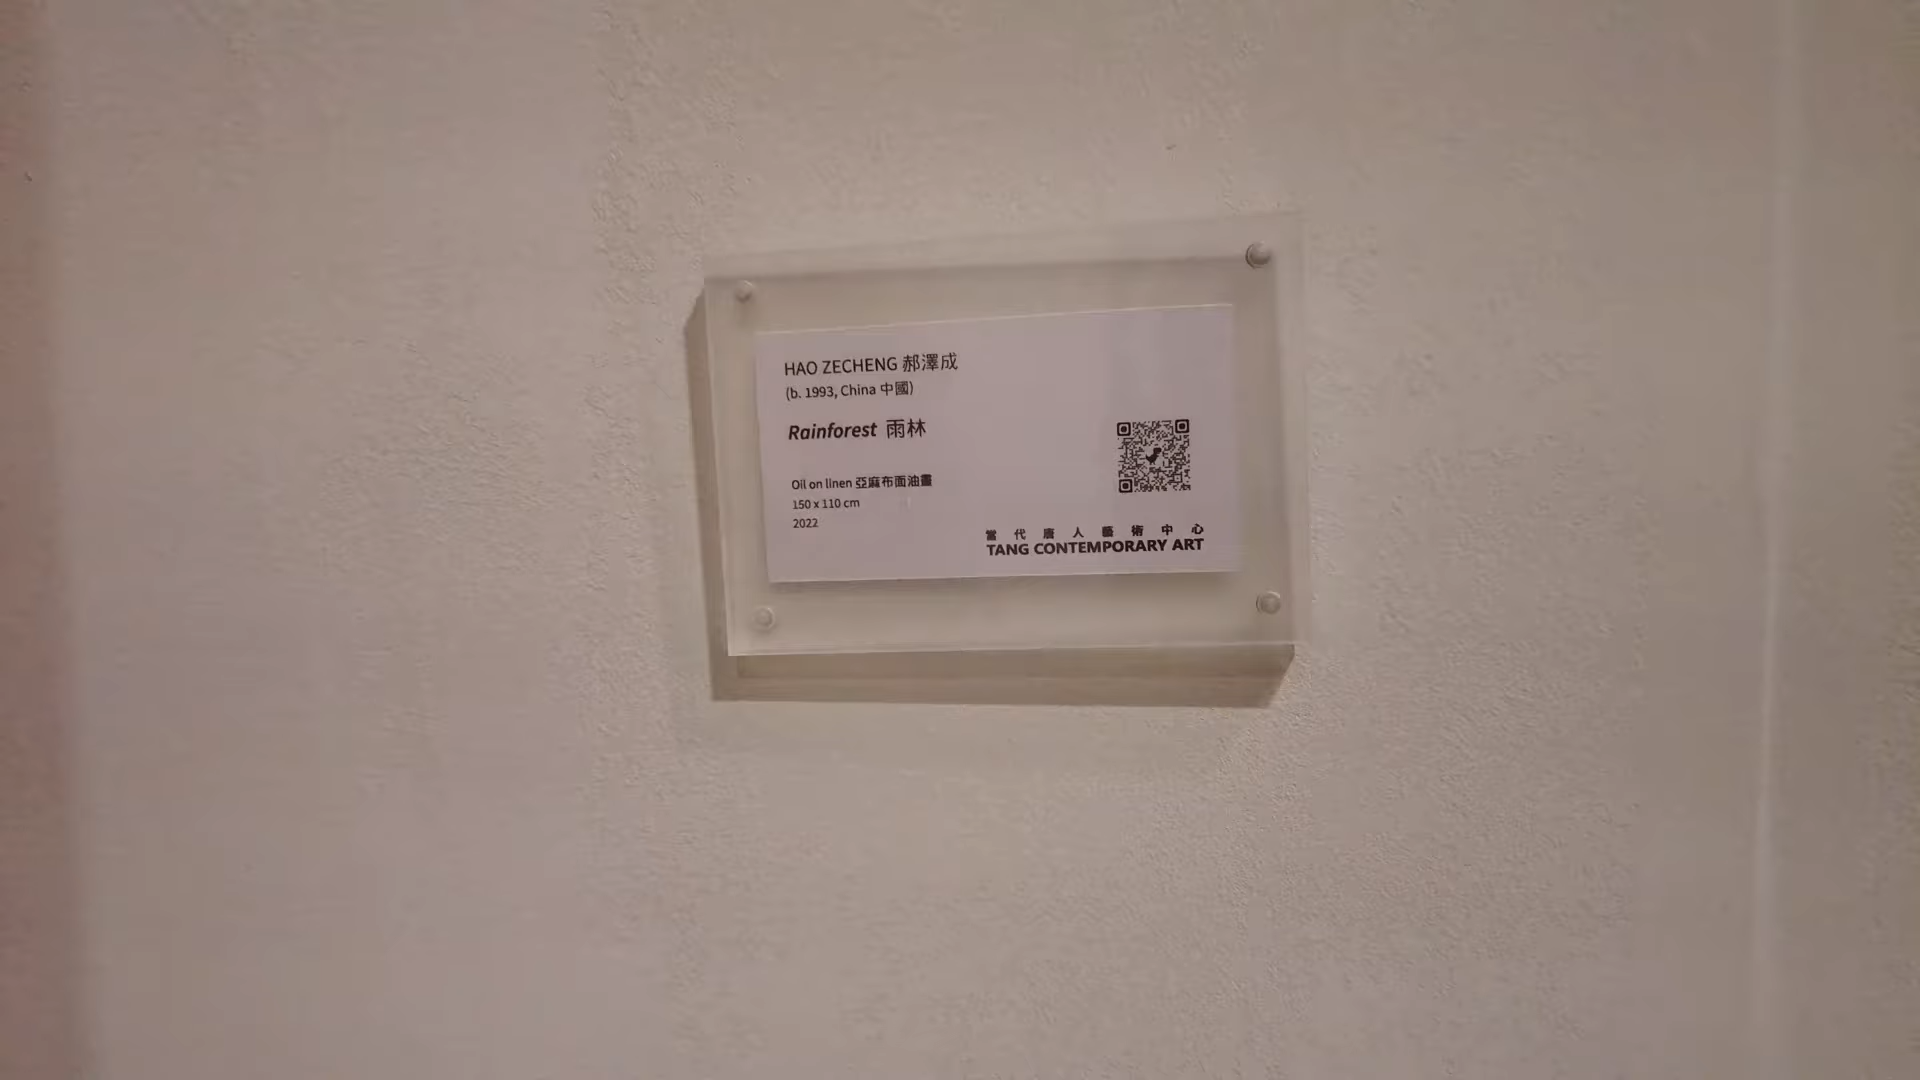 HAO ZECHENG 郝澤成
(b. 1993, China 中國)
Rainforest 雨林
Oil on linen 亞麻布面油畫
150 x 110 cm
2022
當代唐人藝術中心
TANG CONTEMPORARY ART